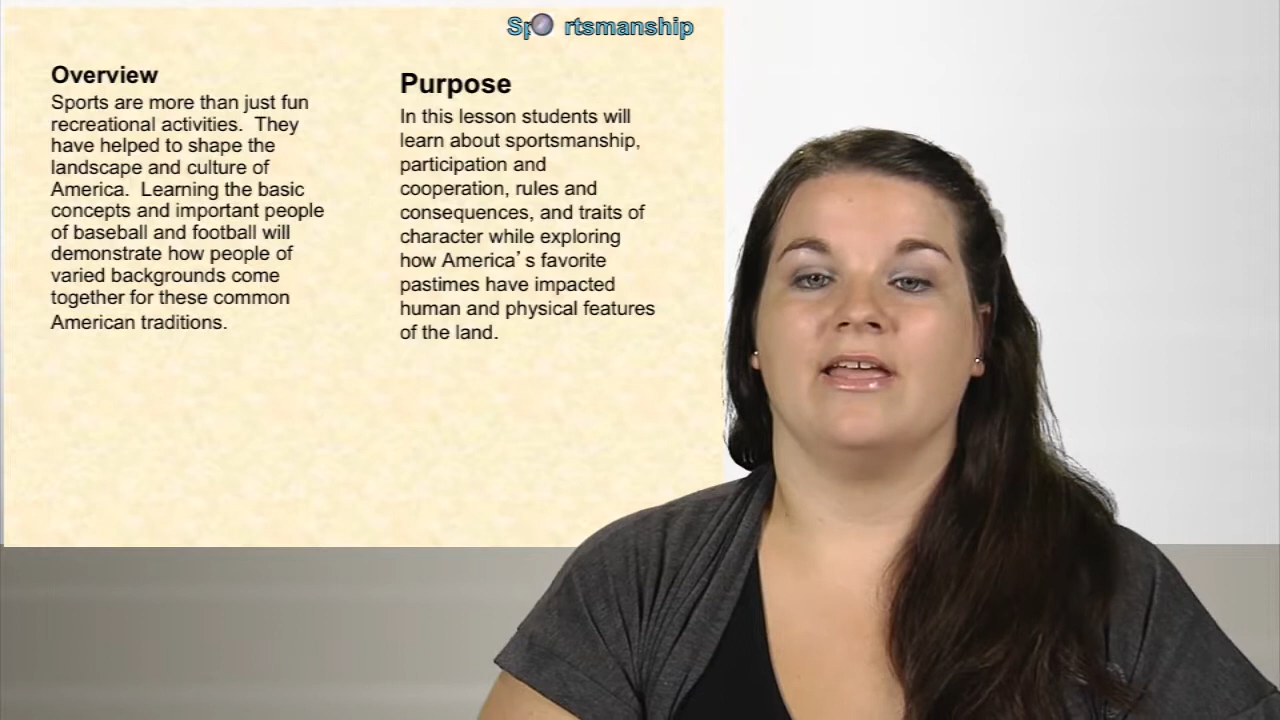 Sportsmanship
Overview
Sports are more than just fun
recreational activities.  They
have helped to shape the
landscape and culture of
America.  Learning the basic
concepts and important people
of baseball and football will
demonstrate how people of
varied backgrounds come
together for these common
American traditions.
Purpose
In this lesson students will
learn about sportsmanship,
participation and
cooperation, rules and
consequences, and traits of
character while exploring
how America's favorite
pastimes have impacted
human and physical features
of the land.